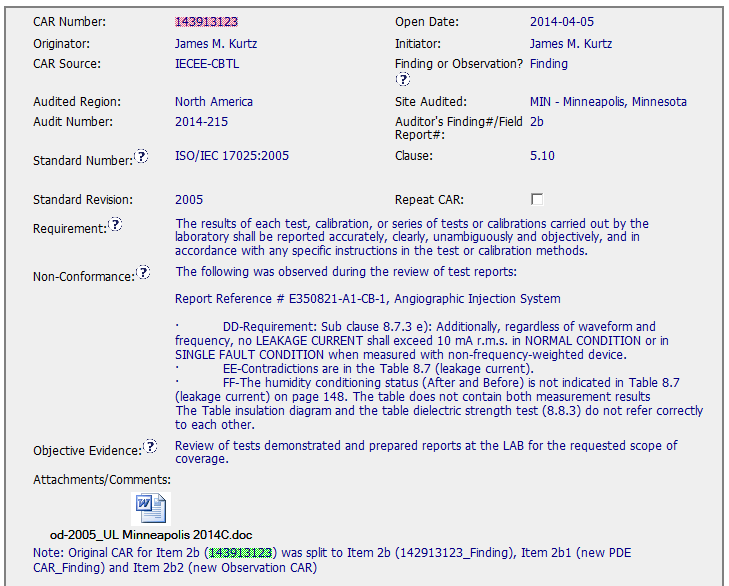 CAR Number: 143913123 Open Date: 2014-04-05
Originator: James M. Kurtz Initiator: James M. Kurtz
CAR Source: IECEE-CBTL Finding or Observation? Finding
?
Audited Region: North America Site Audited: MIN - Minneapolis, Minnesota
Audit Number: 2014-215 Auditor's Finding#/Field 2b
Report#:
Standard Number: ? ISO/IEC 17025:2005 Clause: 5.10
Standard Revision: 2005 Repeat CAR:
Requirement: ? The results of each test, calibration, or series of tests or calibrations carried out by the
laboratory shall be reported accurately, clearly, unambiguously and objectively, and in
accordance with any specific instructions in the test or calibration methods.
Non-Conformance: ? The following was observed during the review of test reports:
Report Reference # E350821-A1-CB-1, Angiographic Injection System
· DD-Requirement: Sub clause 8.7.3 e): Additionally, regardless of waveform and
frequency, no LEAKAGE CURRENT shall exceed 10 mA r.m.s. in NORMAL CONDITION or in
SINGLE FAULT CONDITION when measured with non-frequency-weighted device.
· EE-Contradictions are in the Table 8.7 (leakage current).
· FF-The humidity conditioning status (After and Before) is not indicated in Table 8.7
(leakage current) on page 148. The table does not contain both measurement results
The Table insulation diagram and the table dielectric strength test (8.8.3) do not refer correctly
to each other.
Objective Evidence: ? Review of tests demonstrated and prepared reports at the LAB for the requested scope of
coverage.
Attachments/Comments:
W
od-2005_UL Minneapolis 2014C.doc
Note: Original CAR for Item 2b (143913123) was split to Item 2b (142913123_Finding), Item 2b1 (new PDE
CAR_Finding) and Item 2b2 (new Observation CAR)